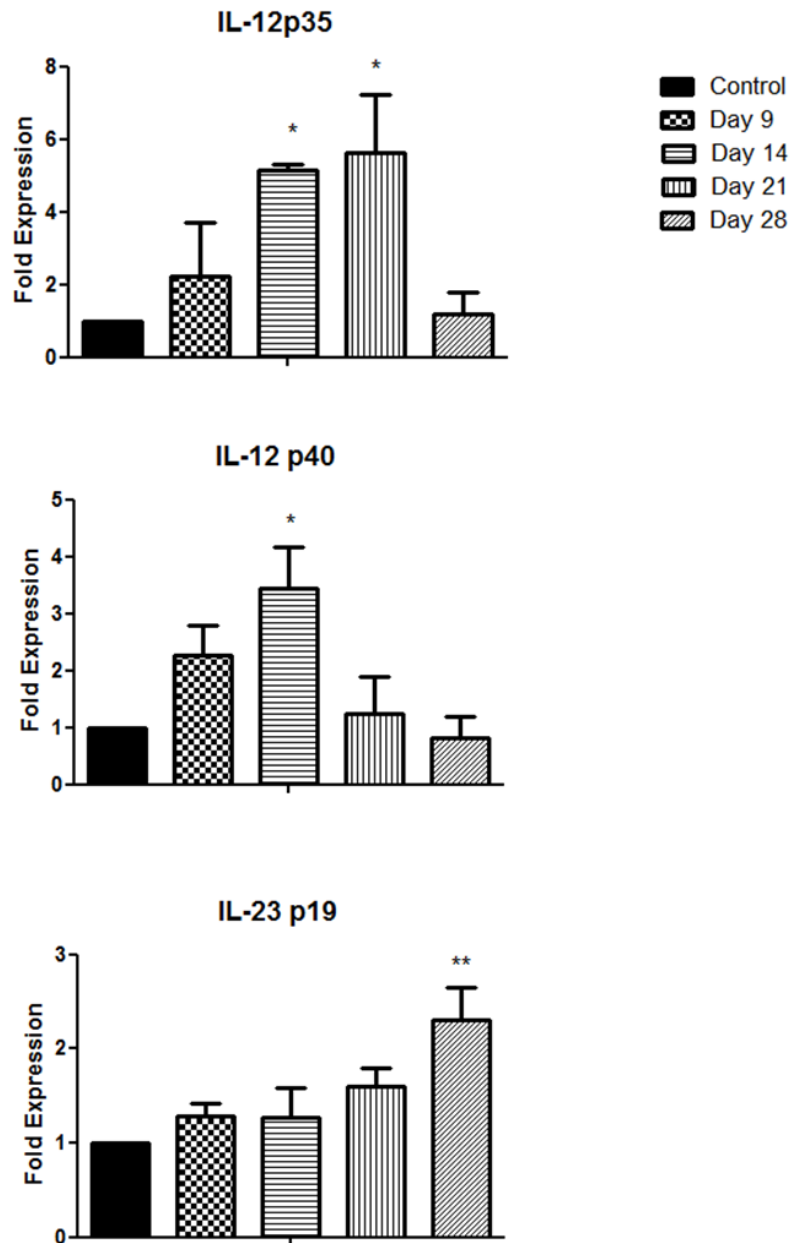 IL-12p35
8
6
4
2
0
Fold Expression
*
*
Control
Day 9
Day 14
Day 21
Day 28
IL-12 p40
5
4
3
2
1
0
Fold Expression
*
IL-23 p19
3
2
1
0
Fold Expression
**